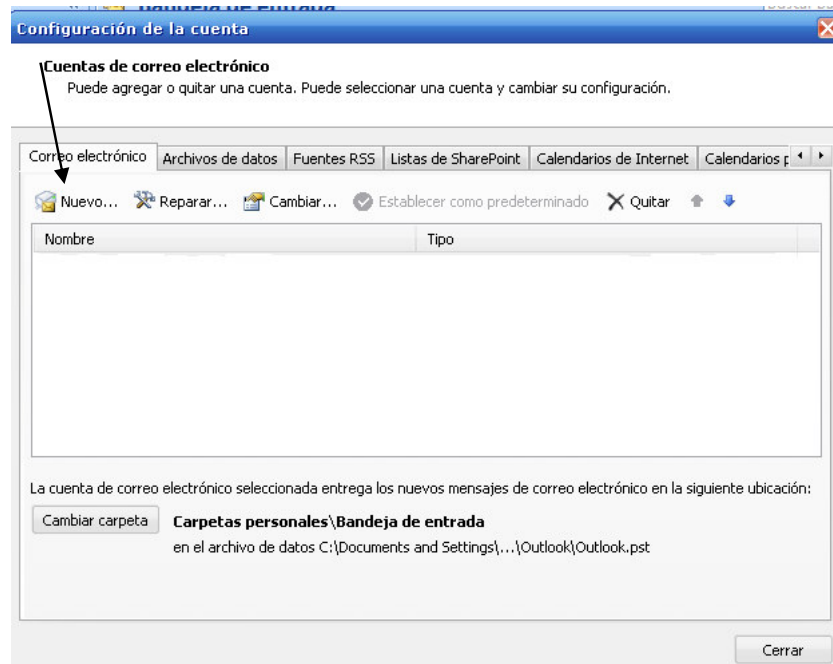 Bandeja de entrada
Configuración de la cuenta
Cuentas de correo electrónico
Puede agregar o quitar una cuenta. Puede seleccionar una cuenta y cambiar su configuración.
Correo electrónico Archivos de datos Fuentes RSS Listas de SharePoint Calendarios de Internet Calendarios
Nuevo... Reparar... Cambiar... Establecer como predeterminado Quitar
Nombre Tipo
La cuenta de correo electrónico seleccionada entrega los nuevos mensajes de correo electrónico en la siguiente ubicación:
Cambiar carpeta Carpetas personales\Bandeja de entrada
en el archivo de datos C:\Documents and Settings\...\Outlook\Outlook.pst
Cerrar